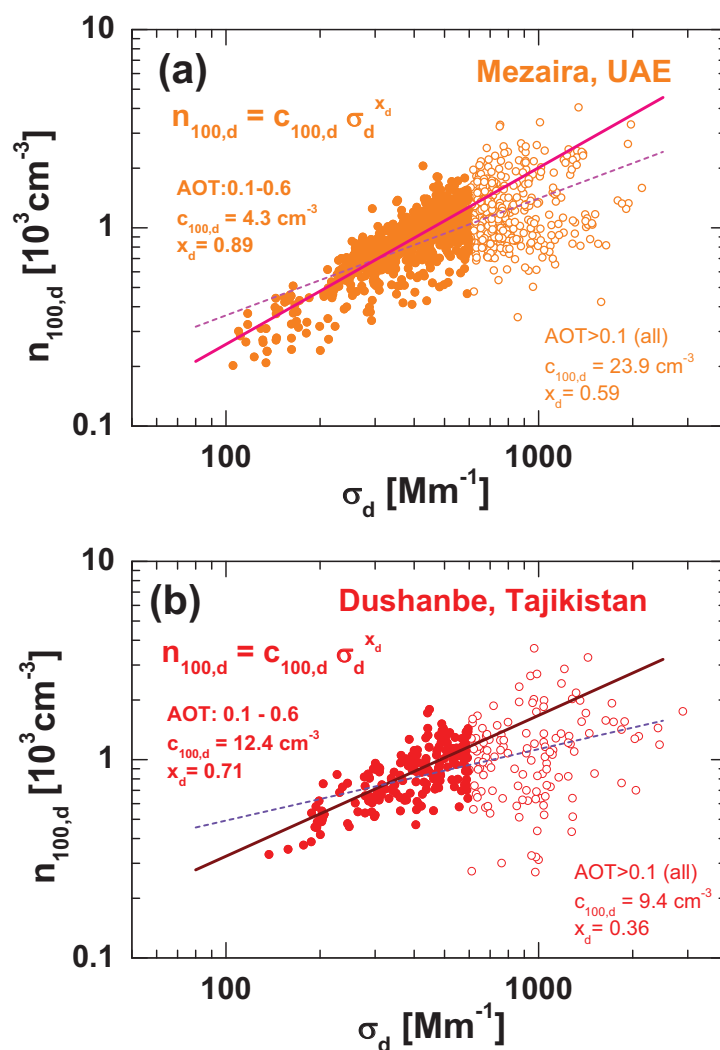 10
(a)
Mezaira, UAE
n100,d = c100,d σd^xd
AOT:0.1-0.6
c100,d = 4.3 cm-3
xd= 0.89
1
n100,d [10^3cm-3]
AOT>0.1 (all)
c100,d = 23.9 cm-3
xd= 0.59
0.1
100
1000
σd [Mm-1]
10
(b)
Dushanbe, Tajikistan
n100,d = c100,d σd^xd
AOT: 0.1 - 0.6
c100,d = 12.4 cm-3
xd= 0.71
1
n100,d [10^3cm-3]
AOT>0.1 (all)
c100,d = 9.4 cm-3
xd= 0.36
0.1
100
1000
σd [Mm-1]